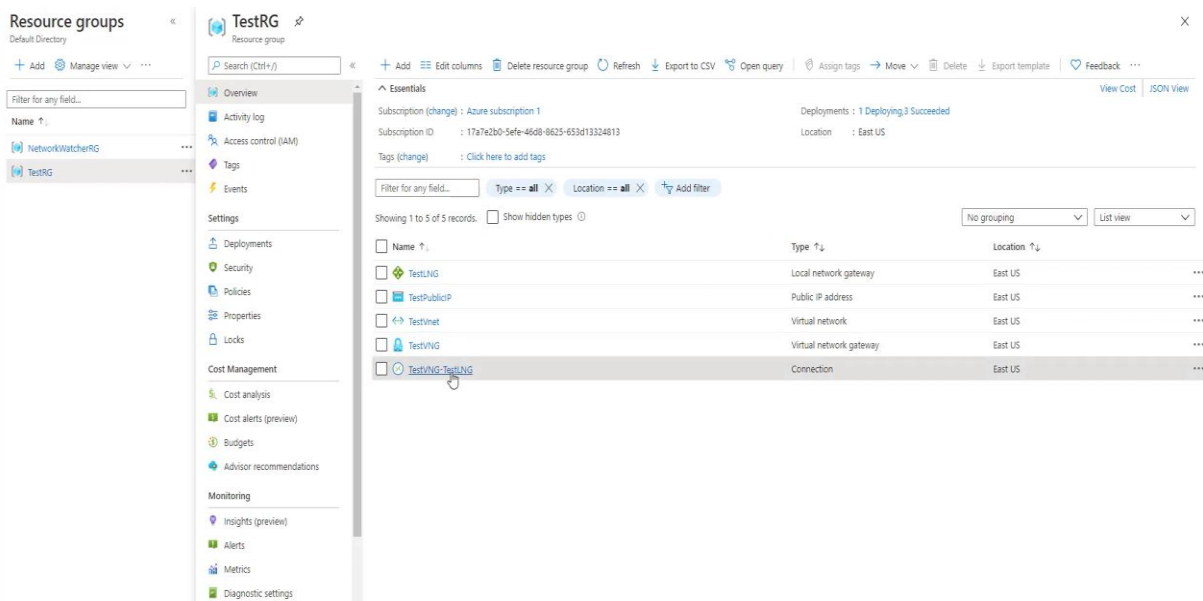 Resource groups
Default Directory
Add Manage view
Filter for any field...
Name
NetworkWatcherRG
TestRG
TestRG
Resource group
Search (Ctrl+/)
Overview
Activity log
Access control (IAM)
Tags
Events
Settings
Deployments
Security
Policies
Properties
Locks
Cost Management
Cost analysis
Cost alerts (preview)
Budgets
Advisor recommendations
Monitoring
Insights (preview)
Alerts
Metrics
Diagnostic settings
Add Edit columns Delete resource group Refresh Export to CSV Open query Assign tags Move Delete Export template Feedback
Essentials View Cost JSON View
Subscription (change) : Azure subscription 1 Deployments : 1 Deploying,3 Succeeded
Subscription ID : 17a7e2b0-5efe-46d8-8625-653d13324813 Location : East US
Tags (change) : Click here to add tags
Filter for any field... Type == all Location == all Add filter
Showing 1 to 5 of 5 records. Show hidden types No grouping List view
Name Type Location
TestLNG Local network gateway East US
TestPublicIP Public IP address East US
TestVnet Virtual network East US
TestVNG Virtual network gateway East US
TestVNG-TestLNG Connection East US